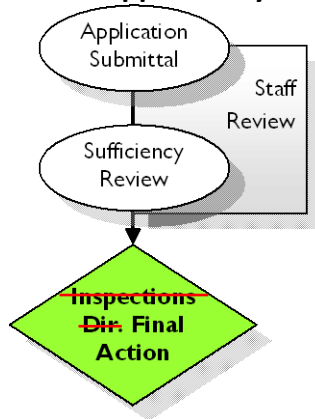 Application
Submittal
Staff
Review
Sufficiency
Review
Inspections
Dir. Final
Action